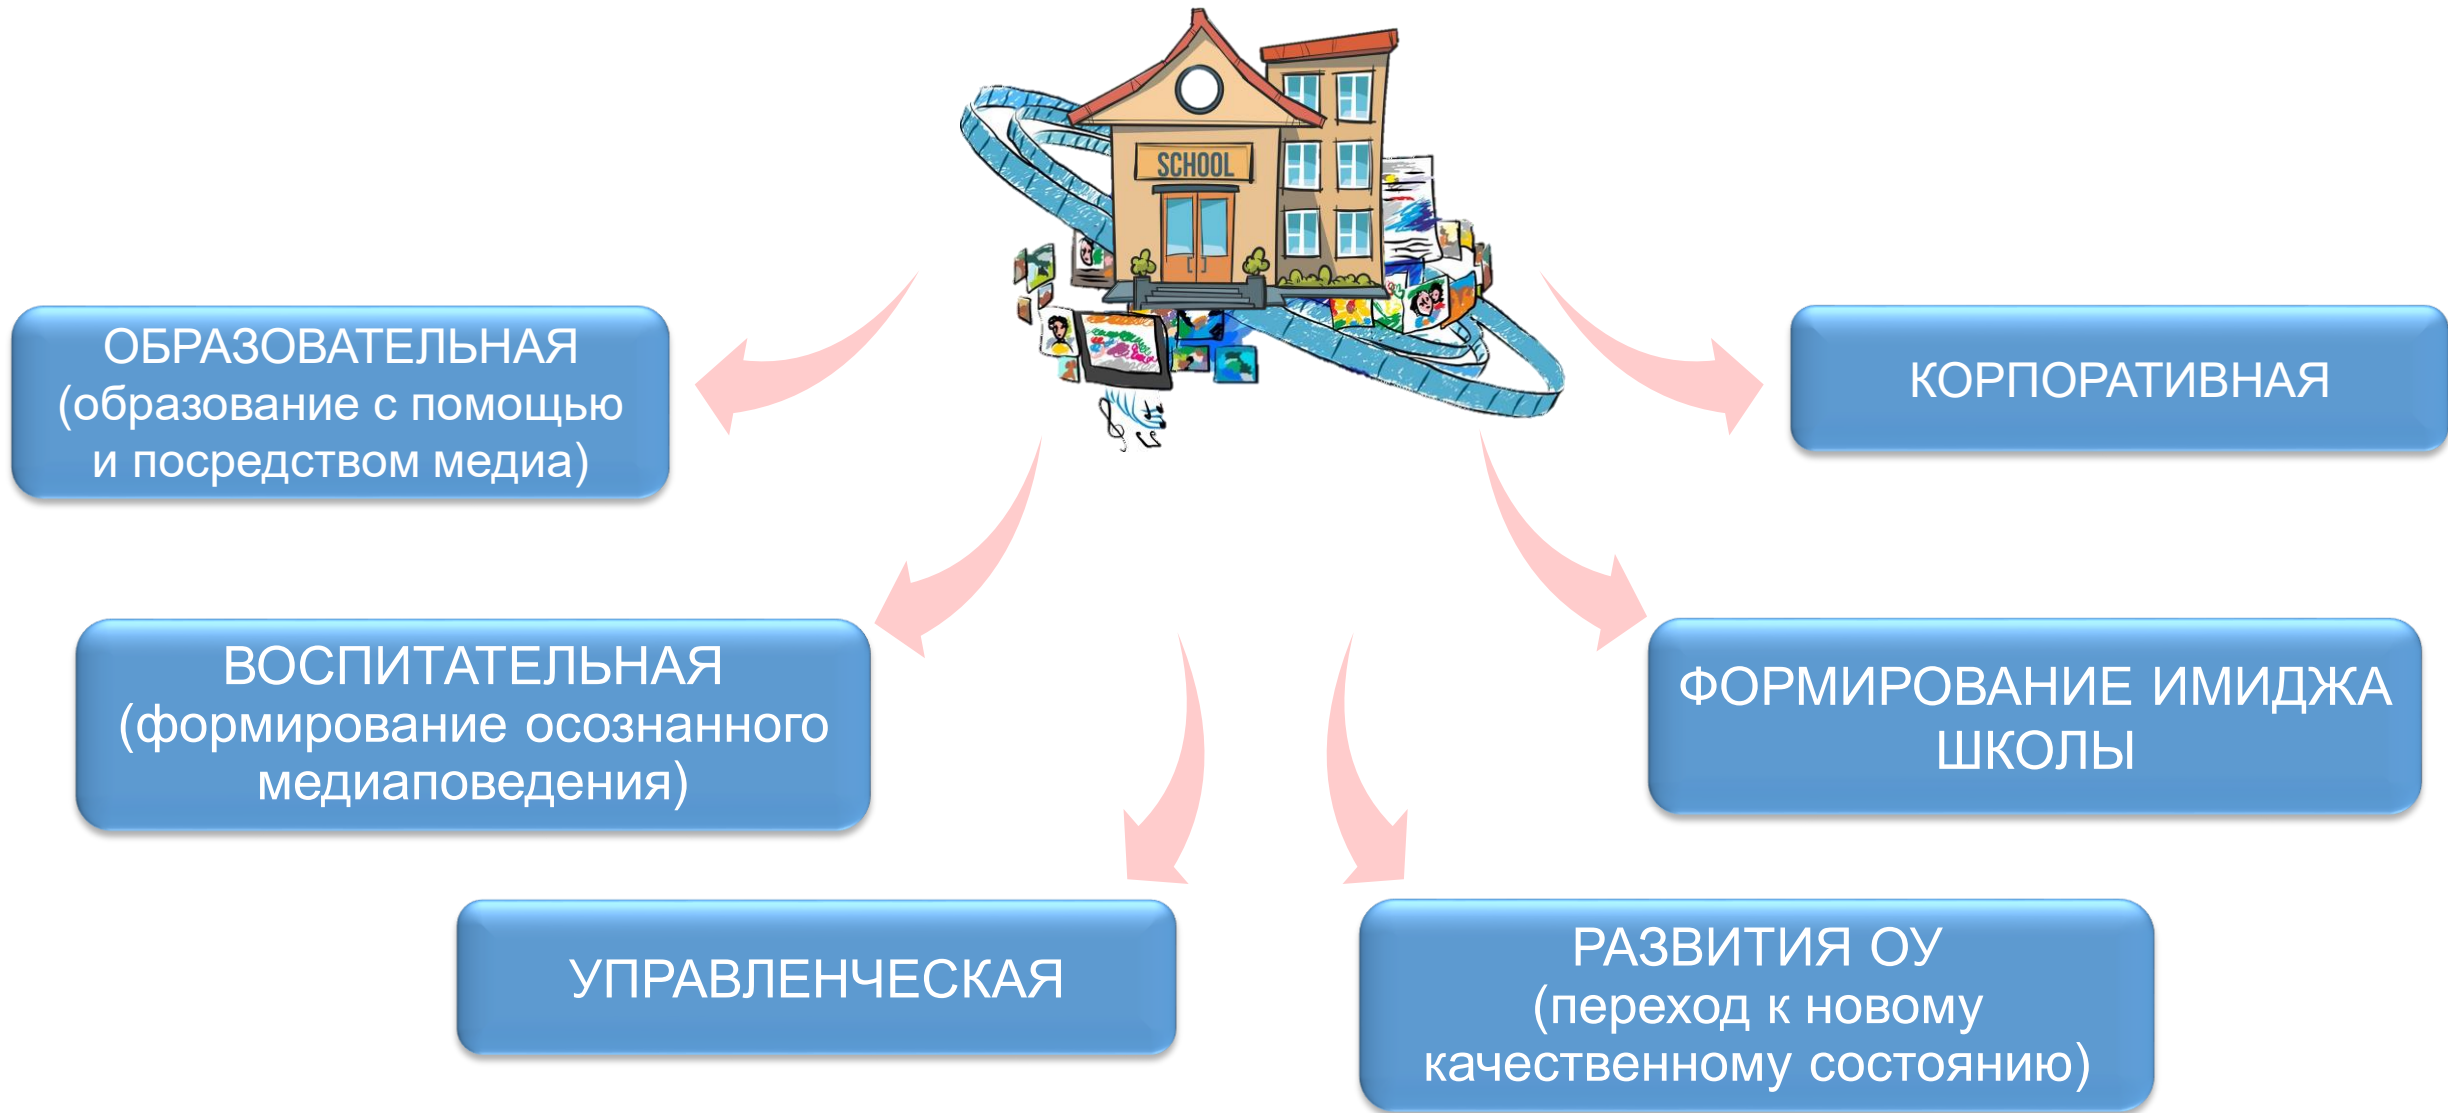 SCHOOL
ОБРАЗОВАТЕЛЬНАЯ
(образование с помощью
и посредством медиа)
КОРПОРАТИВНАЯ
ВОСПИТАТЕЛЬНАЯ
(формирование осознанного
медиаповедения)
ФОРМИРОВАНИЕ ИМИДЖА
ШКОЛЫ
УПРАВЛЕНЧЕСКАЯ
РАЗВИТИЯ ОУ
(переход к новому
качественному состоянию)